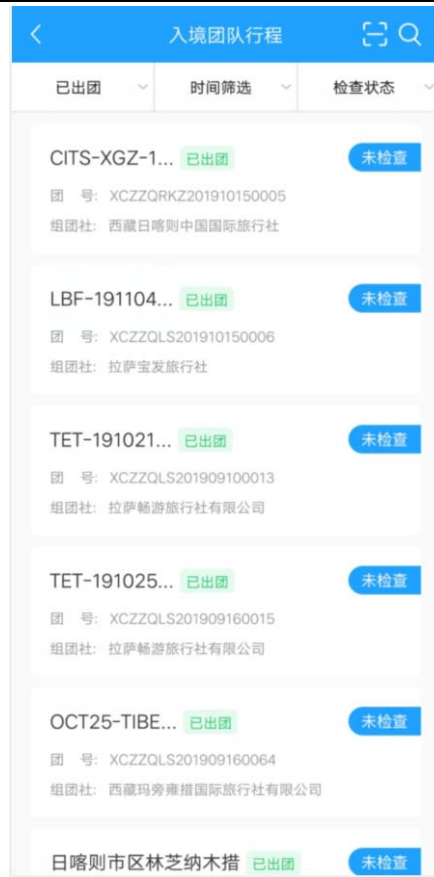 入境团队行程
已出团 时间筛选 检查状态
CITS-XGZ-1... 已出团 未检查
团 号: XCZZQRKZ201910150005
组团社: 西藏日喀则中国国际旅行社
LBF-191104... 已出团 未检查
团 号: XCZZQLS201910150006
组团社: 拉萨宝发旅行社
TET-191021... 已出团 未检查
团 号: XCZZQLS201909100013
组团社: 拉萨畅游旅行社有限公司
TET-191025... 已出团 未检查
团 号: XCZZQLS201909160015
组团社: 拉萨畅游旅行社有限公司
OCT25-TIBE... 已出团 未检查
团 号: XCZZQLS201909160064
组团社: 西藏玛旁雍措国际旅行社有限公司
日喀则市区林芝纳木措 已出团 未检查